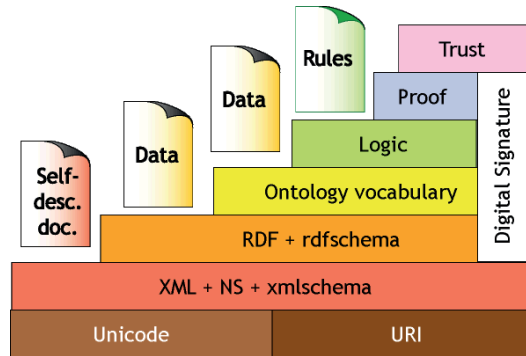 Trust
Rules
Proof
Data
Logic
Data
Self-
desc.
doc.
Digital Signature
Ontology vocabulary
RDF + rdfschema
XML + NS + xmlschema
Unicode
URI